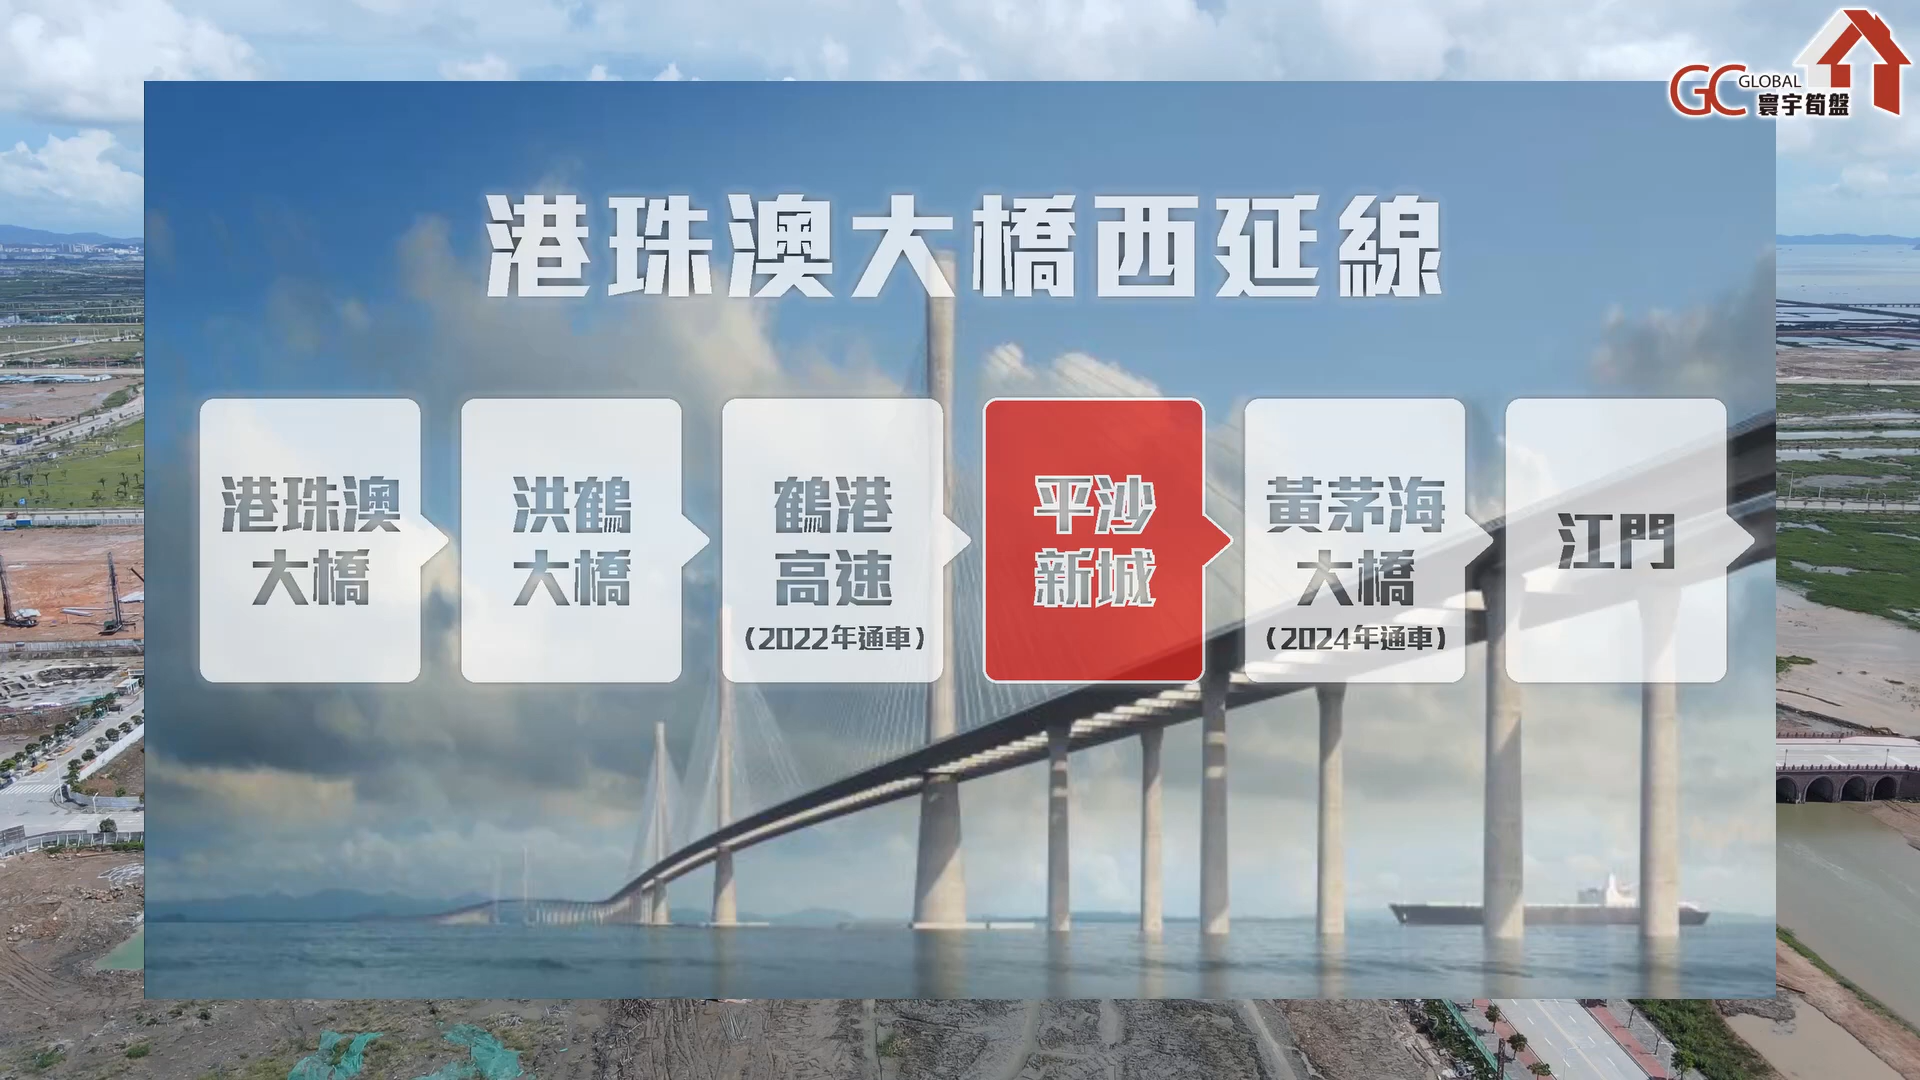 GC GLOBAL
寰宇筍盤
港珠澳大橋西延線
港珠澳
大橋
洪鶴
大橋
鶴港
高速
(2022年通車)
平沙
新城
黃茅海
大橋
(2024年通車)
江門